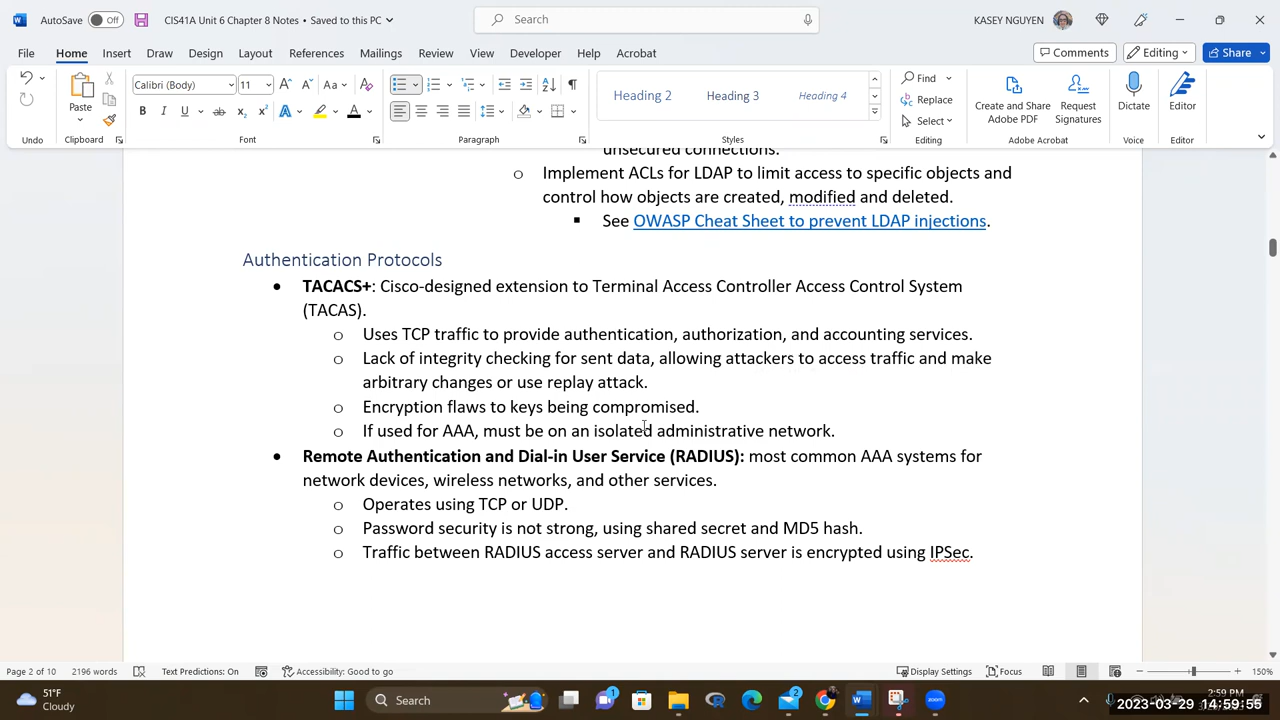 AutoSave Off CIS41A Unit 6 Chapter 8 Notes • Saved to this PC Search KASEY NGUYEN
File Home Insert Draw Design Layout References Mailings Review View Developer Help Acrobat Comments Editing Share
Calibri (Body) 11 Aa Heading 2 Heading 3 Heading 4 Find
Paste B I U ab x₂ x² A A Replace Create and Share Request Dictate Editor
Select Adobe PDF Signatures
Undo Clipboard Font Paragraph Styles Editing Adobe Acrobat Voice Editor
unsecured connections.
o Implement ACLs for LDAP to limit access to specific objects and
control how objects are created, modified and deleted.
▪ See OWASP Cheat Sheet to prevent LDAP injections.
Authentication Protocols
• TACACS+: Cisco-designed extension to Terminal Access Controller Access Control System
(TACAS).
o Uses TCP traffic to provide authentication, authorization, and accounting services.
o Lack of integrity checking for sent data, allowing attackers to access traffic and make
arbitrary changes or use replay attack.
o Encryption flaws to keys being compromised.
o If used for AAA, must be on an isolated administrative network.
• Remote Authentication and Dial-in User Service (RADIUS): most common AAA systems for
network devices, wireless networks, and other services.
o Operates using TCP or UDP.
o Password security is not strong, using shared secret and MD5 hash.
o Traffic between RADIUS access server and RADIUS server is encrypted using IPSec.
Page 2 of 10 2196 words Text Predictions: On Accessibility: Good to go Display Settings Focus 150%
51°F
Cloudy
Search
2:59 PM
2023-03-29 14:59:55